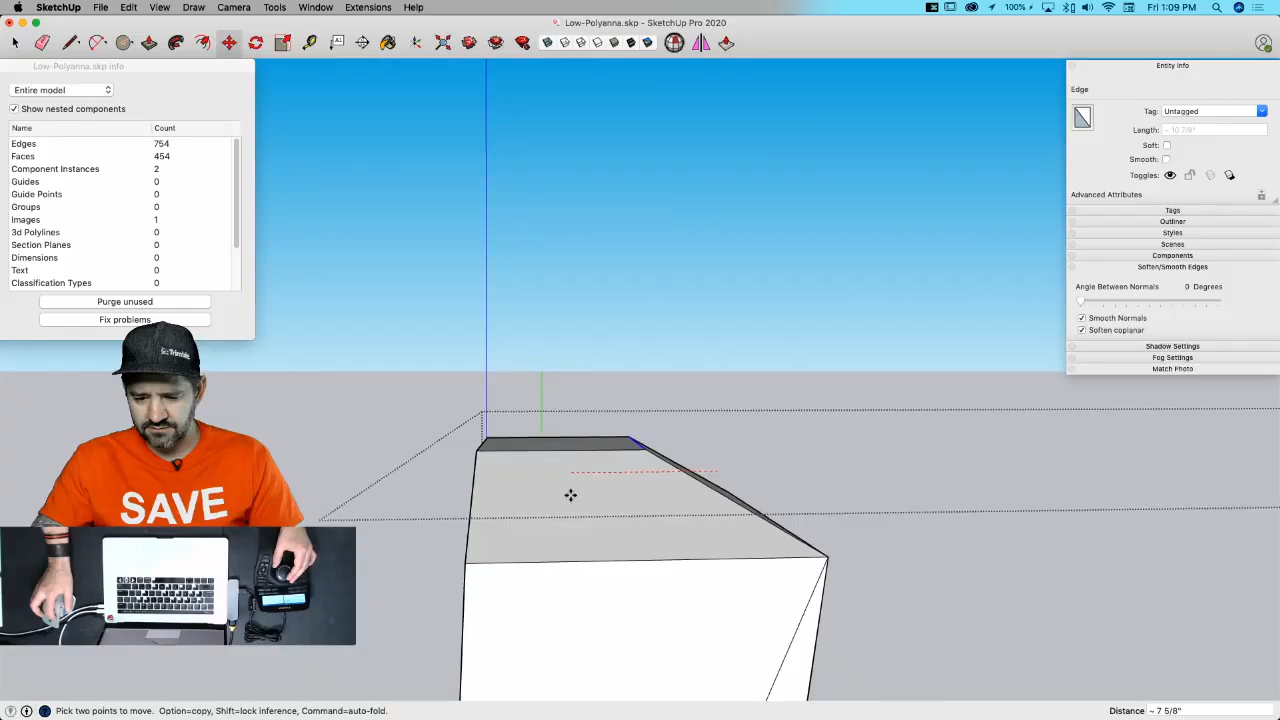 SketchUp File Edit View Draw Camera Tools Window Extensions Help 100% Fri 1:09 PM
Low-Polyanna.skp - SketchUp Pro 2020
Low-Polyanna.skp info
Entire model
Show nested components
Name Count
Edges 754
Faces 454
Component Instances 2
Guides 0
Guide Points 0
Groups 0
Images 1
3d Polylines 0
Section Planes 0
Dimensions 0
Text 0
Classification Types 0
Purge unused
Fix problems
Entity Info
Edge
Tag: Untagged
Length: ~ 10 7/8"
Soft:
Smooth:
Toggles:
Advanced Attributes
Tags
Outliner
Styles
Scenes
Components
Soften/Smooth Edges
Angle Between Normals 0 Degrees
Smooth Normals
Soften coplanar
Shadow Settings
Fog Settings
Match Photo
Trimble
SAVE
Pick two points to move. Option=copy, Shift=lock inference, Command=auto-fold.
Distance ~ 7 5/8"